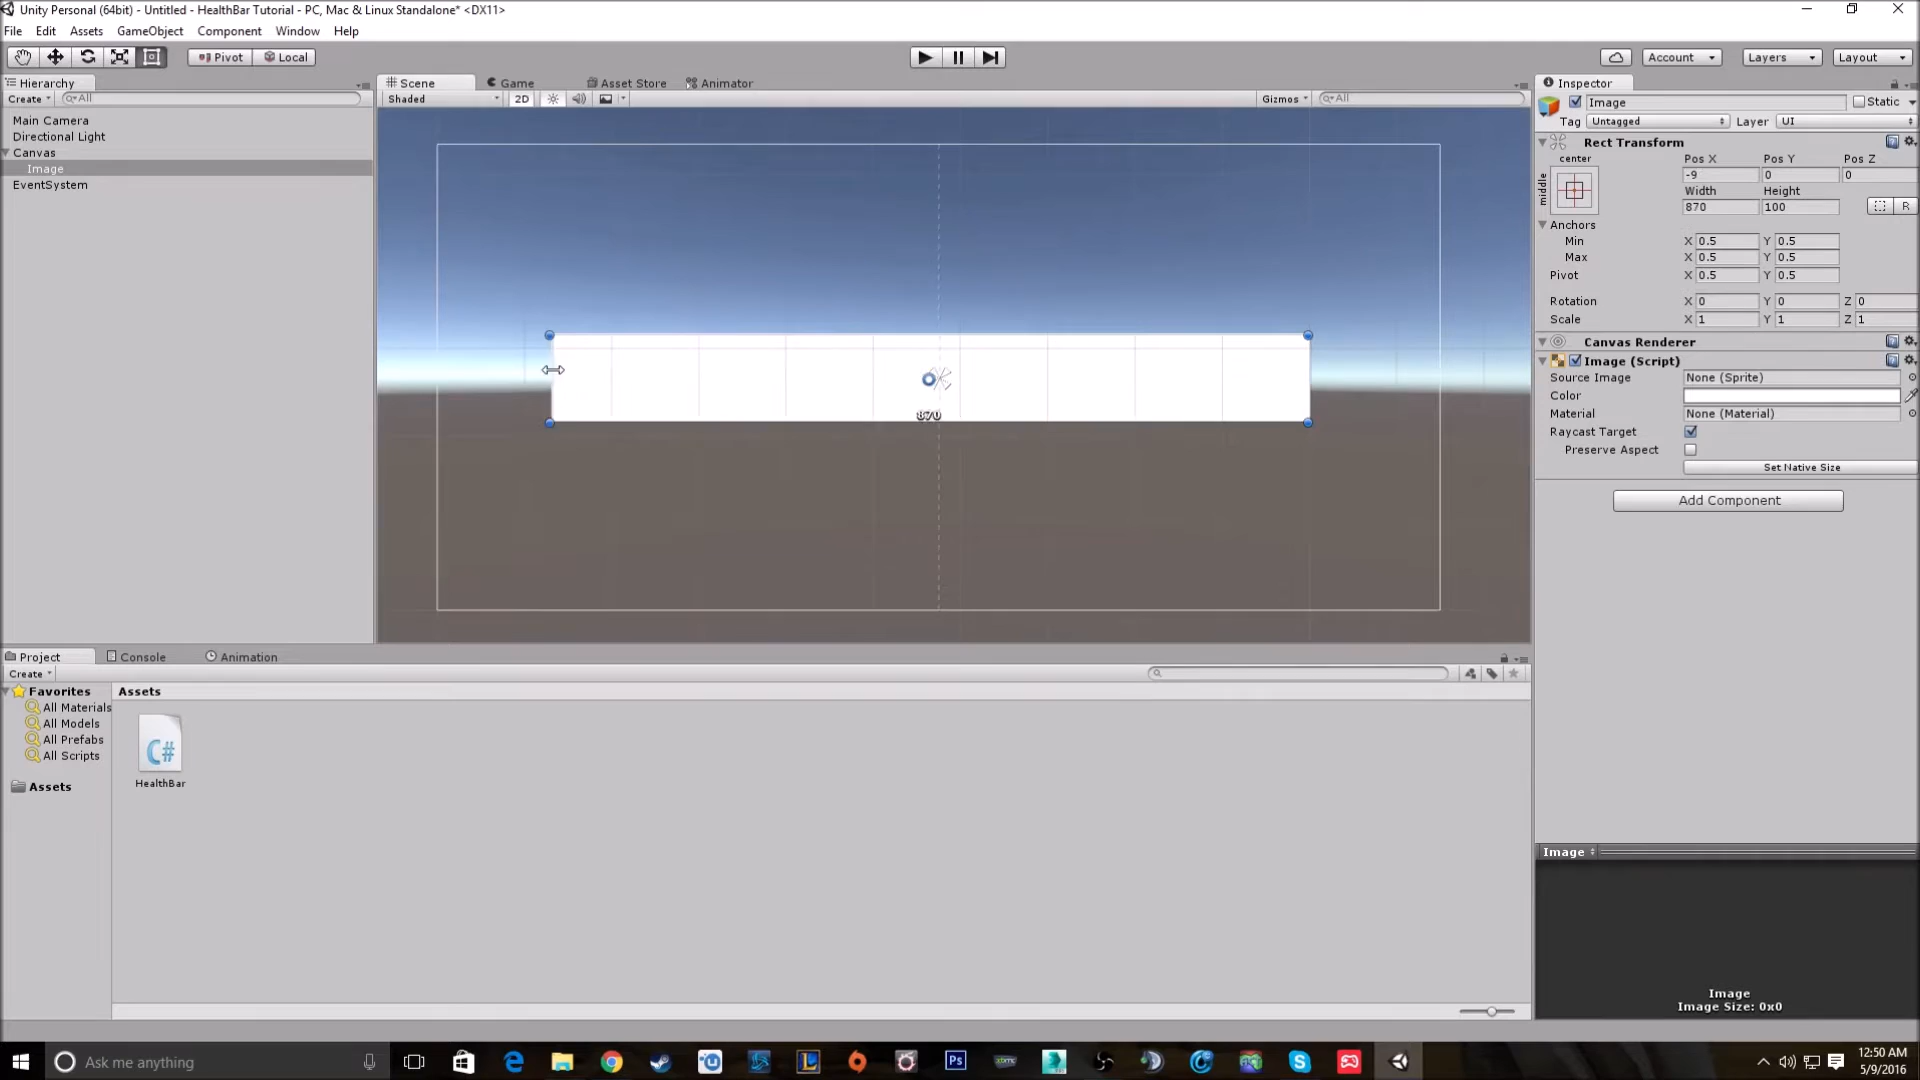 Unity Personal (64bit) - Untitled - HealthBar Tutorial - PC, Mac & Linux Standalone* <DX11>
File Edit Assets GameObject Component Window Help
Pivot Local Account Layers Layout
Hierarchy
Create All
Main Camera
Directional Light
Canvas
Image
EventSystem
Scene Game Asset Store Animator
Shaded 2D Gizmos All
870
Inspector
Image Static
Tag Untagged Layer UI
Rect Transform
center
middle
Pos X Pos Y Pos Z
-9 0 0
Width Height
870 100 R
Anchors
Min X 0.5 Y 0.5
Max X 0.5 Y 0.5
Pivot X 0.5 Y 0.5
Rotation X 0 Y 0 Z 0
Scale X 1 Y 1 Z 1
Canvas Renderer
Image (Script)
Source Image None (Sprite)
Color
Material None (Material)
Raycast Target
Preserve Aspect
Set Native Size
Add Component
Project Console Animation
Create
Favorites
All Materials
All Models
All Prefabs
All Scripts
Assets
Assets
C#
HealthBar
Image
Image
Image Size: 0x0
Ask me anything
Ps
12:50 AM
5/9/2016